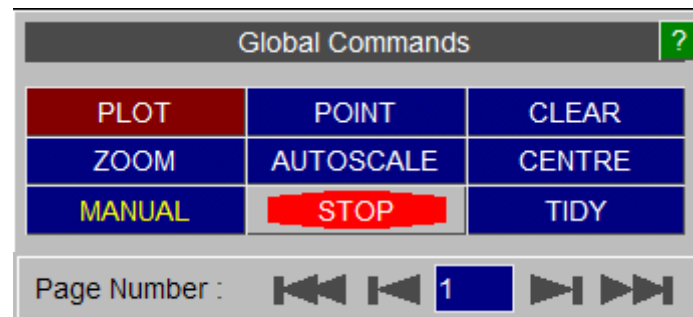 Global Commands ?
PLOT POINT CLEAR
ZOOM AUTOSCALE CENTRE
MANUAL STOP TIDY
Page Number : 1